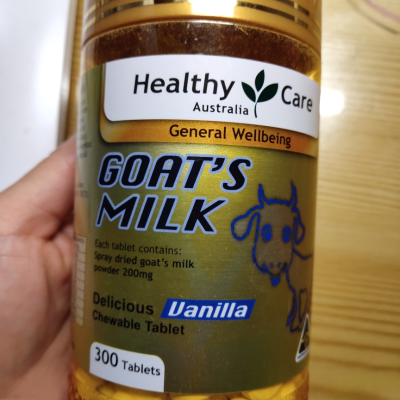 Healthy Care
Australia
General Wellbeing
GOAT'S
MILK
Each tablet contains:
Spray dried goat's milk
powder 200mg
Delicious Vanilla
Chewable Tablet
300 Tablets